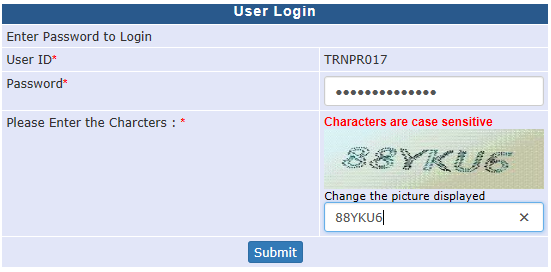 User Login
Enter Password to Login
User ID*
TRNPR017
Password*
••••••••••••••
Please Enter the Charcters : *
Characters are case sensitive
88YKU6
Change the picture displayed
88YKU6
Submit